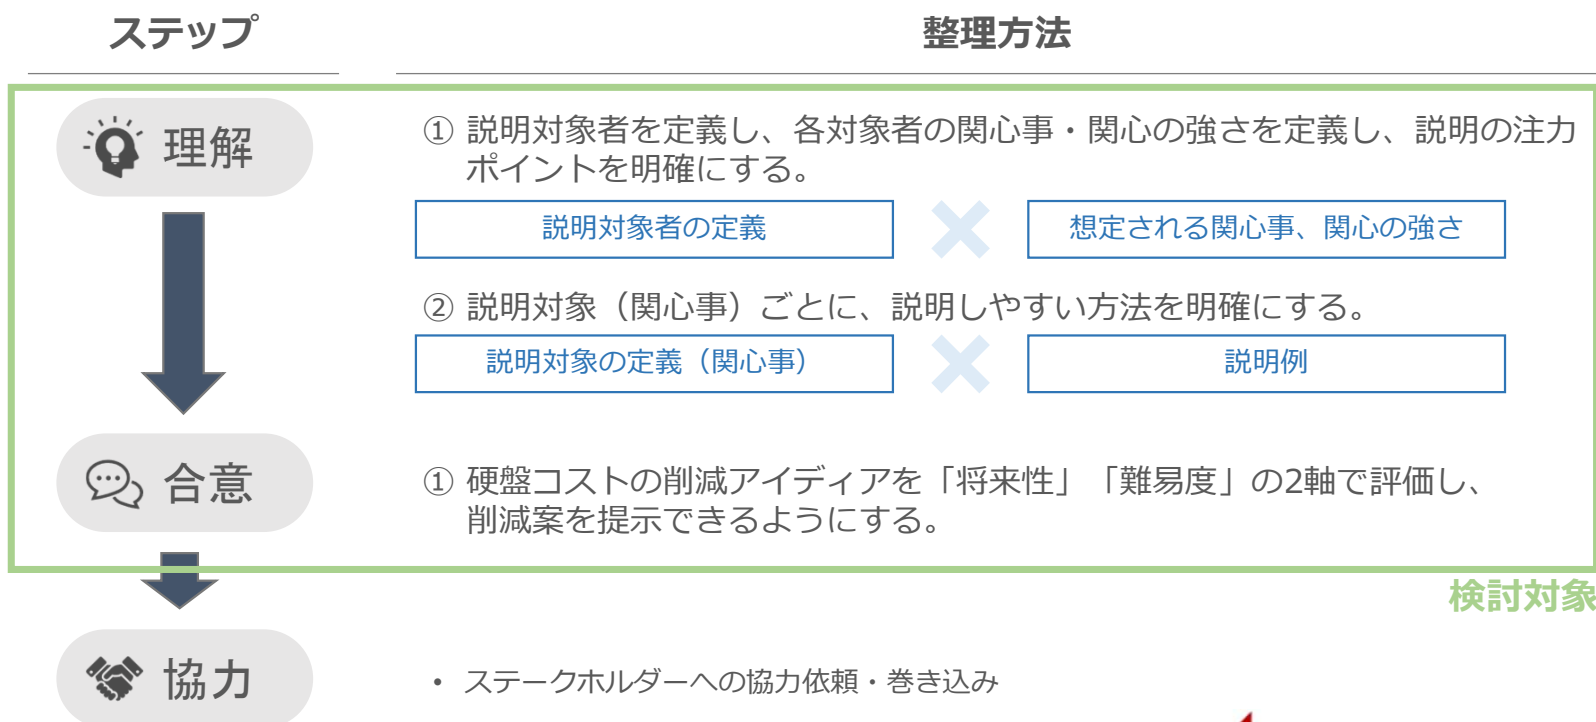 ステップ
整理方法
理解
① 説明対象者を定義し、各対象者の関心事・関心の強さを定義し、説明の注力
ポイントを明確にする。
説明対象者の定義
想定される関心事、関心の強さ
② 説明対象（関心事）ごとに、説明しやすい方法を明確にする。
説明対象の定義（関心事）
説明例
合意
① 硬盤コストの削減アイディアを「将来性」「難易度」の2軸で評価し、
削減案を提示できるようにする。
検討対象
協力
• ステークホルダーへの協力依頼・巻き込み